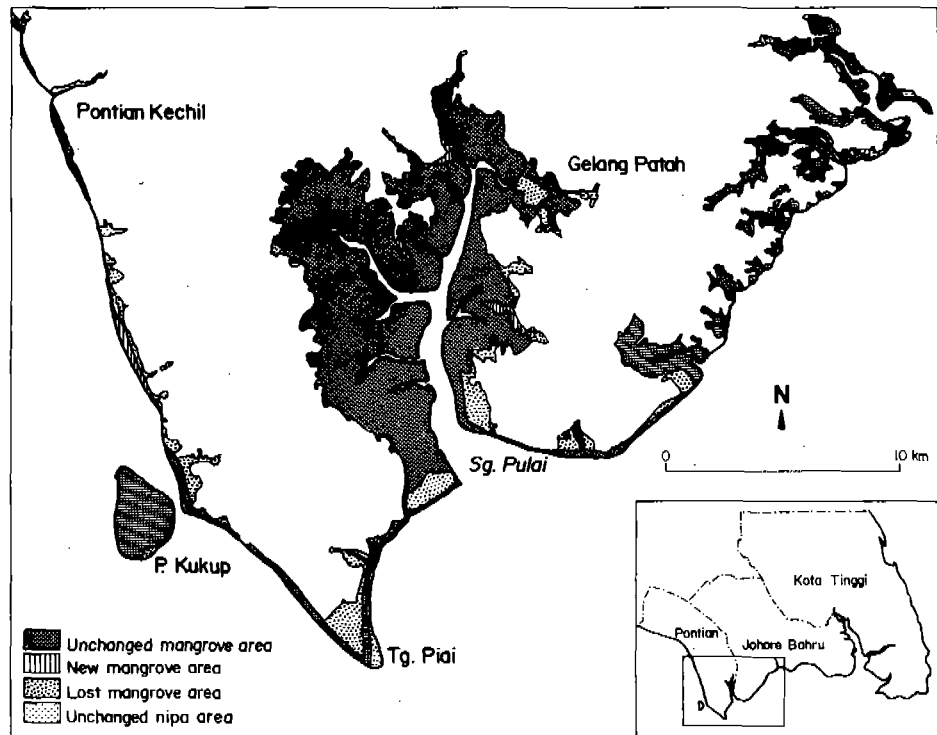 Pontian Kechil
Gelang Patah
N
Sg. Pulai
0 10 km
P. Kukup
Tg. Piai
Unchanged mangrove area
New mangrove area
Lost mangrove area
Unchanged nipa area
Kota Tinggi
Pontian
Johore Bahru
D